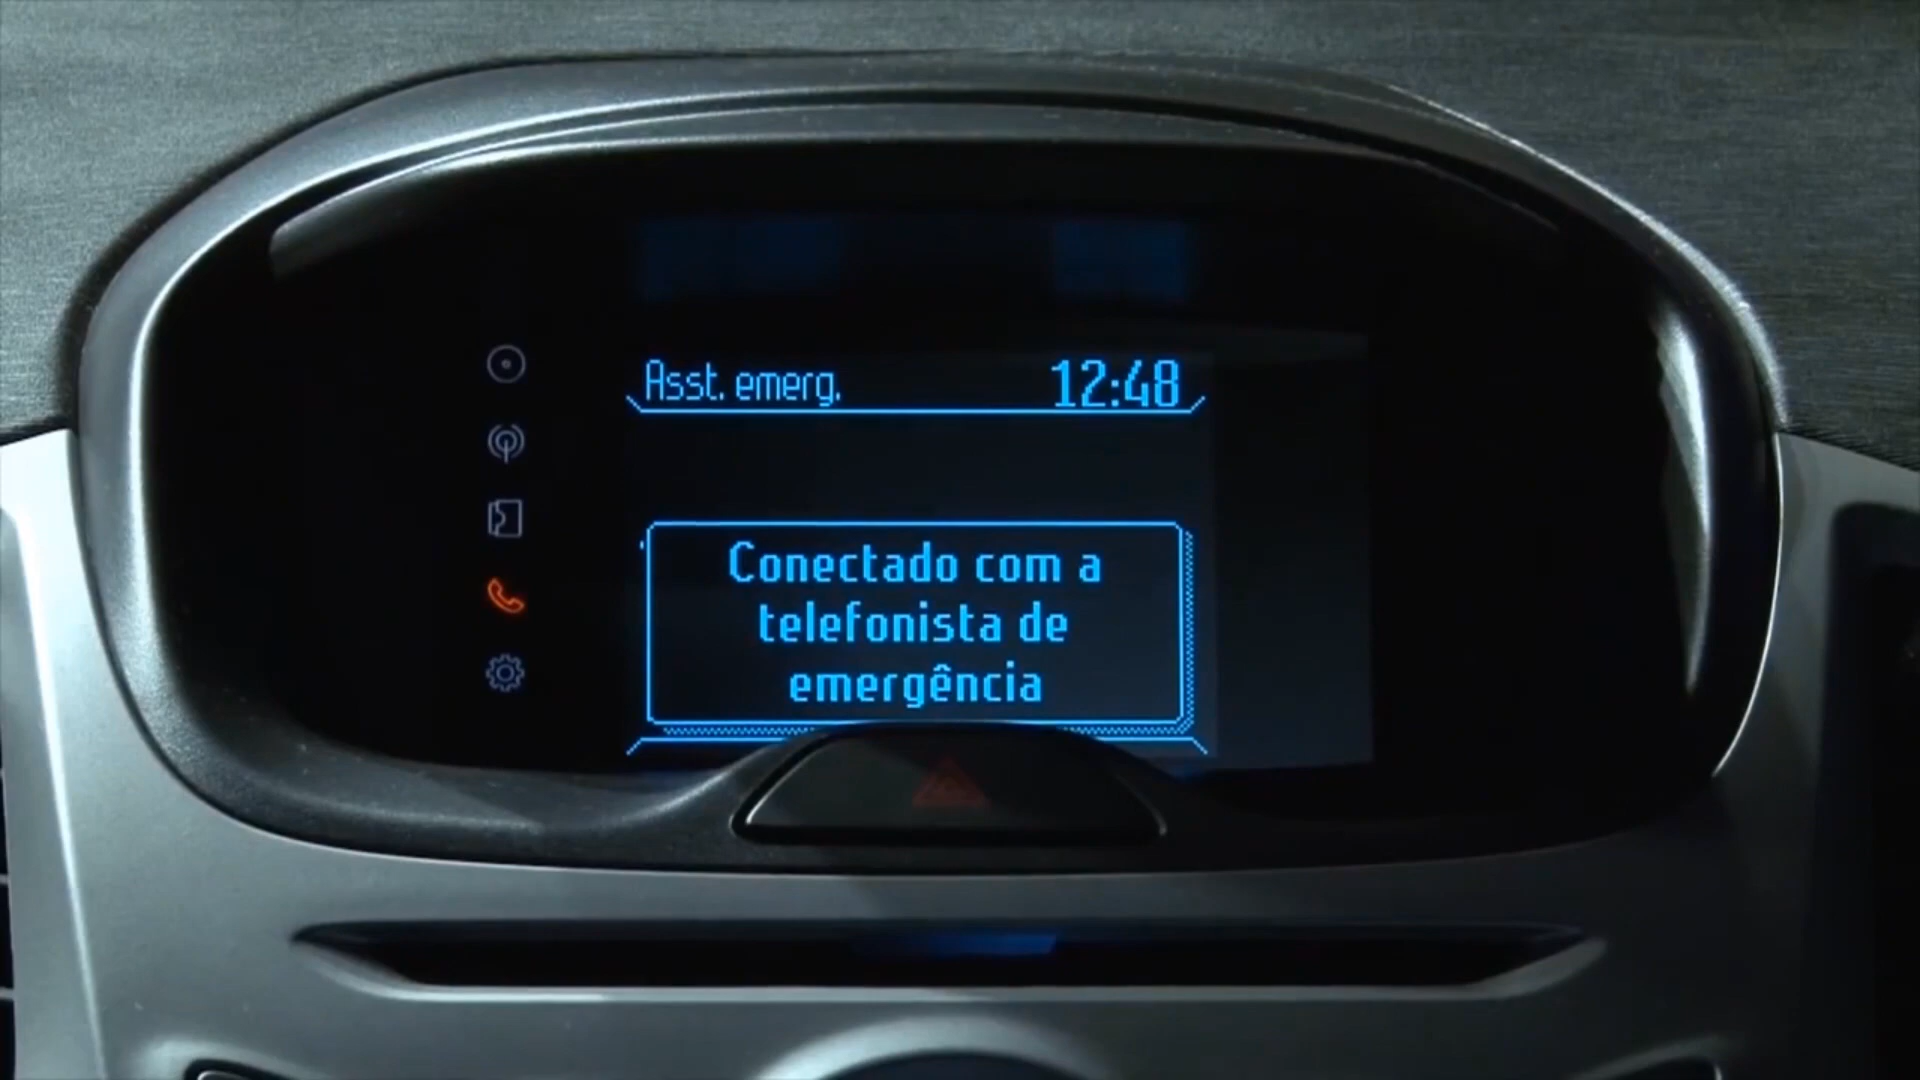 Asst. emerg. 12:48
Conectado com a
telefonista de
emergência